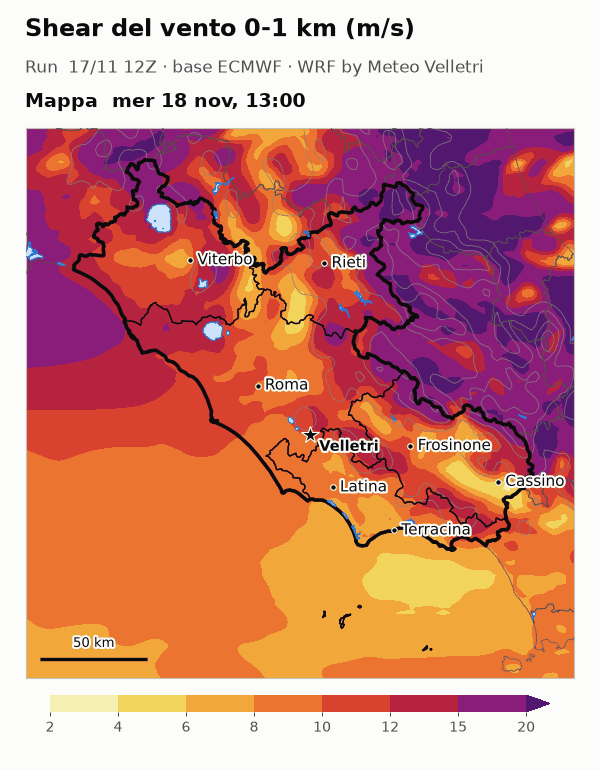 Shear del vento 0-1 km (m/s)
Run  17/11 12Z · base ECMWF · WRF by Meteo Velletri
Mappa  mer 18 nov, 13:00
Viterbo
Rieti
Roma
Velletri
Frosinone
Latina
Cassino
Terracina
50 km
2 4 6 8 10 12 15 20